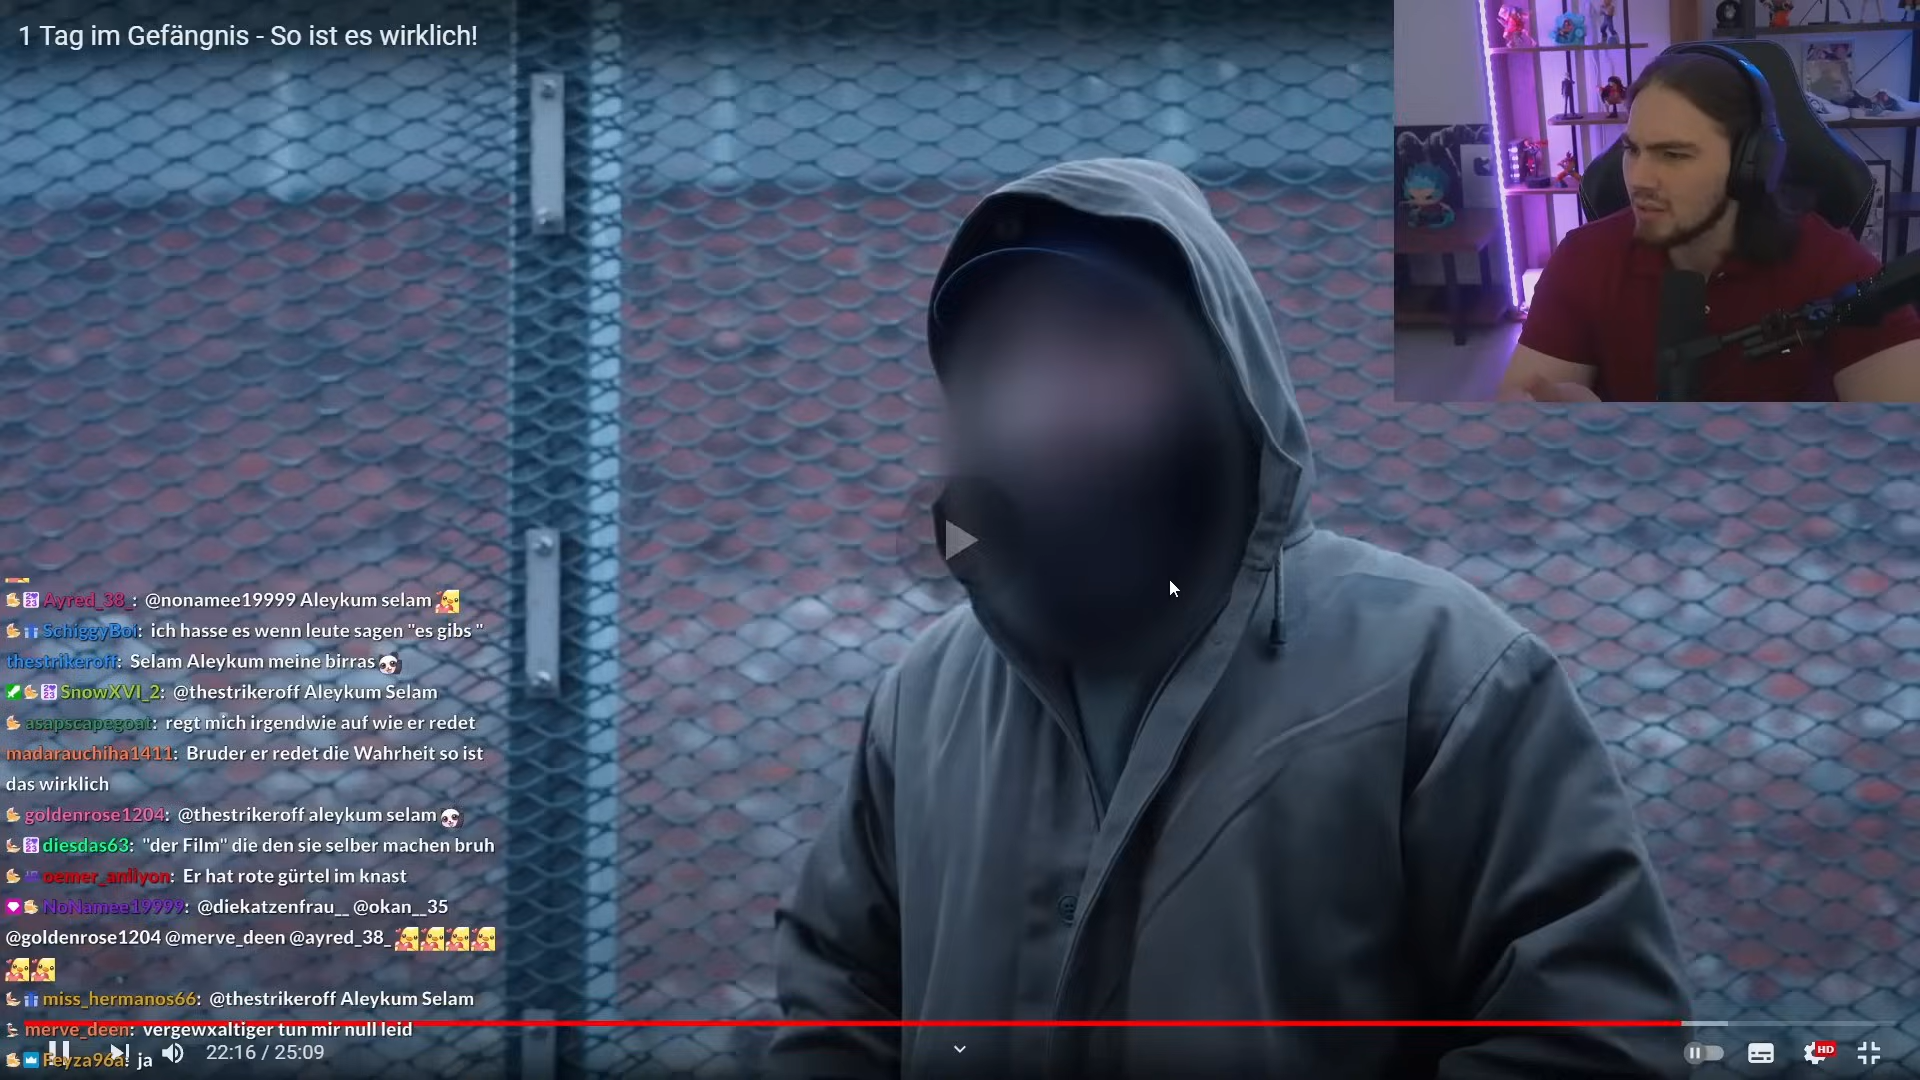 1 Tag im Gefängnis - So ist es wirklich!
Ayred_38_: @nonamee19999 Aleykum selam
SchiggyBoi: ich hasse es wenn leute sagen "es gibs "
thestrikeroff: Selam Aleykum meine birras
SnowXVI_2: @thestrikeroff Aleykum Selam
asapscapegoat: regt mich irgendwie auf wie er redet
madarauchiha1411: Bruder er redet die Wahrheit so ist
das wirklich
goldenrose1204: @thestrikeroff aleykum selam
diesdas63: "der Film" die den sie selber machen bruh
oemer_anliyon: Er hat rote gürtel im knast
NoNamee19999: @diekatzenfrau__ @okan__35
@goldenrose1204 @merve_deen @ayred_38_
miss_hermanos66: @thestrikeroff Aleykum Selam
merve_deen: vergewxaltiger tun mir null leid
Feyza96a: ja
22:16 / 25:09
HD